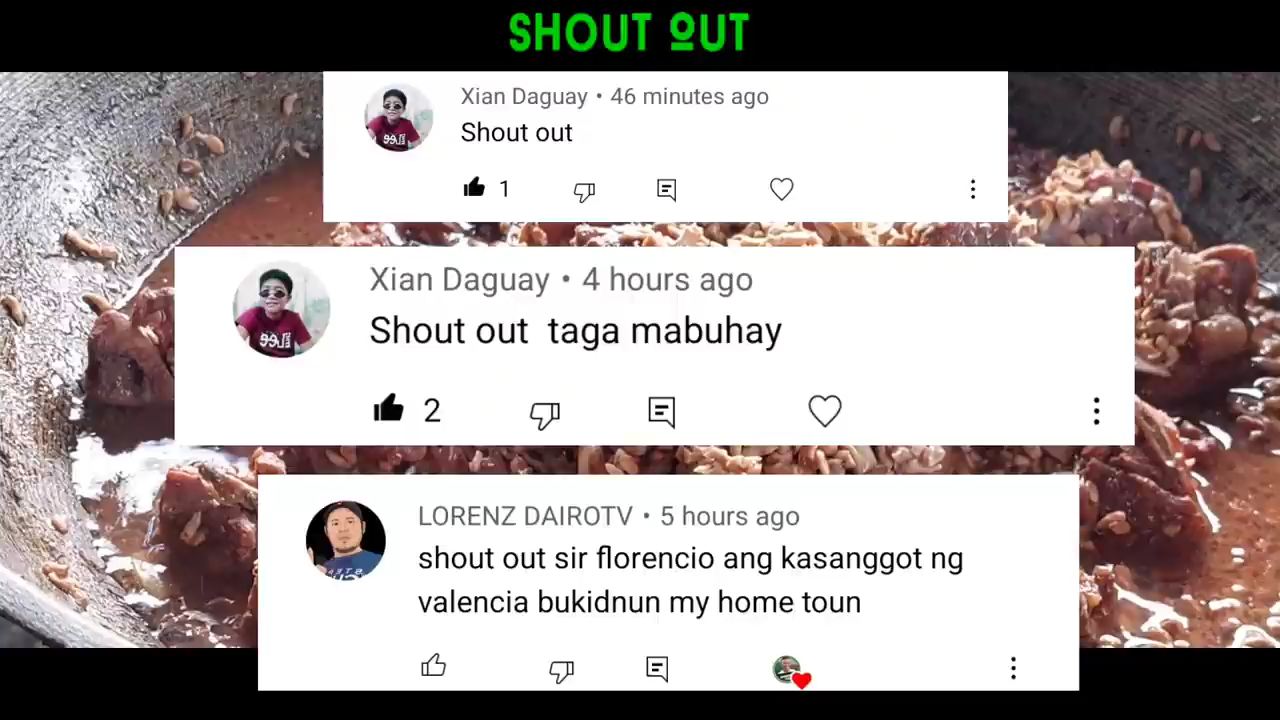 SHOUT OUT
Xian Daguay • 46 minutes ago
Shout out
1
Xian Daguay • 4 hours ago
Shout out taga mabuhay
2
LORENZ DAIROTV • 5 hours ago
shout out sir florencio ang kasanggot ng
valencia bukidnun my home toun